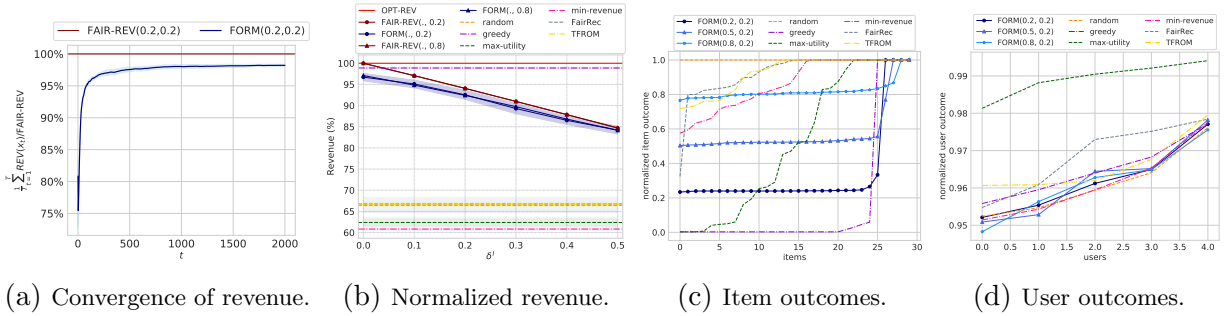 FAIR-REV(0.2,0.2) FORM(0.2,0.2)
100%
95%
90%
85%
80%
75%
0 500 1000 1500 2000
t
OPT-REV
FAIR-REV(., 0.2)
FORM(., 0.2)
FAIR-REV(., 0.8)
FORM(., 0.8)
random
greedy
max-utility
min-revenue
FairRec
TFROM
Revenue (%)
100
95
90
85
80
75
70
65
60
0.0 0.1 0.2 0.3 0.4 0.5
δᴵ
FORM(0.2, 0.2)
FORM(0.5, 0.2)
FORM(0.8, 0.2)
random
greedy
max-utility
min-revenue
FairRec
TFROM
normalized item outcome
1.0
0.8
0.6
0.4
0.2
0.0
0 5 10 15 20 25 30
items
FORM(0.2, 0.2)
FORM(0.5, 0.2)
FORM(0.8, 0.2)
random
greedy
max-utility
min-revenue
FairRec
TFROM
normalized user outcome
0.99
0.98
0.97
0.96
0.95
0.0 0.5 1.0 1.5 2.0 2.5 3.0 3.5 4.0
users
(a) Convergence of revenue.
(b) Normalized revenue.
(c) Item outcomes.
(d) User outcomes.